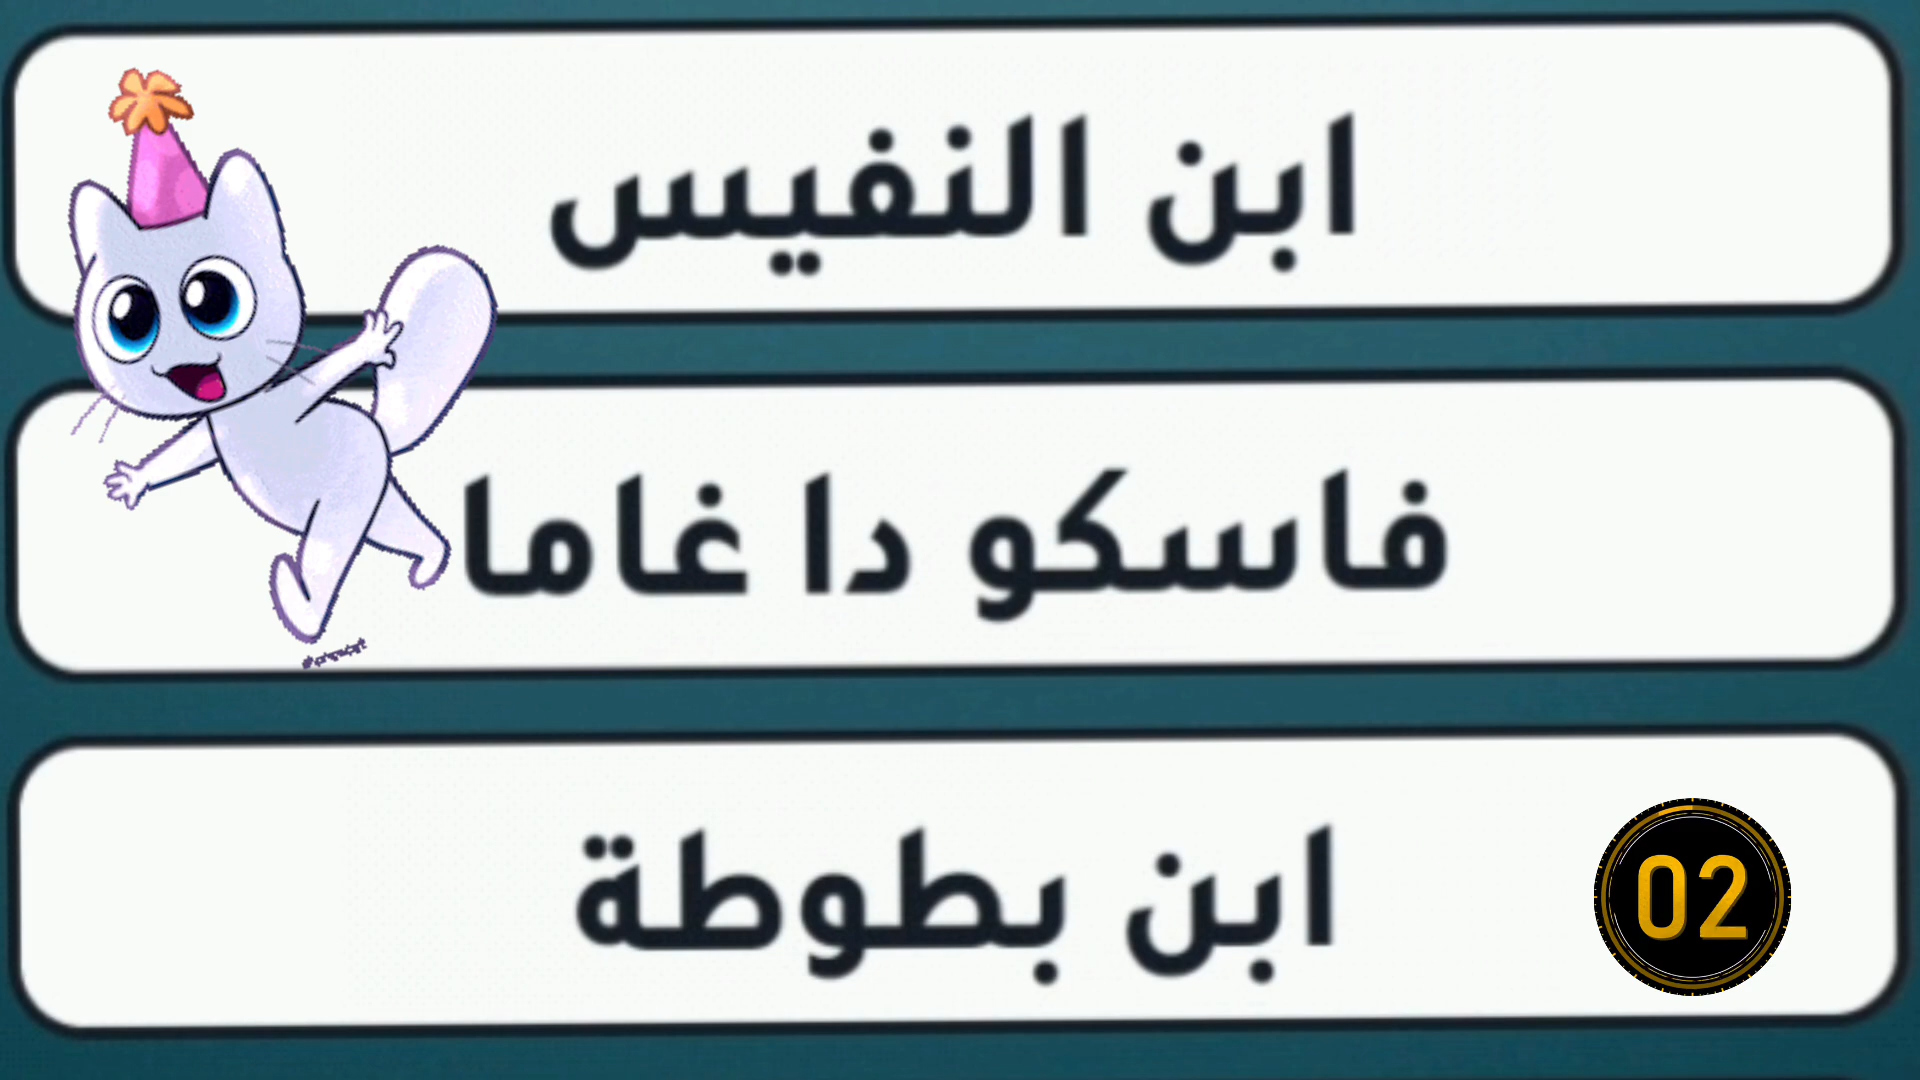 ابن النفيس
فاسكو دا غاما
ابن بطوطة
02